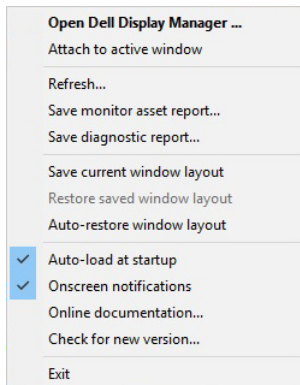 Open Dell Display Manager ...
Attach to active window
Refresh...
Save monitor asset report...
Save diagnostic report...
Save current window layout
Restore saved window layout
Auto-restore window layout
Auto-load at startup
Onscreen notifications
Online documentation...
Check for new version...
Exit